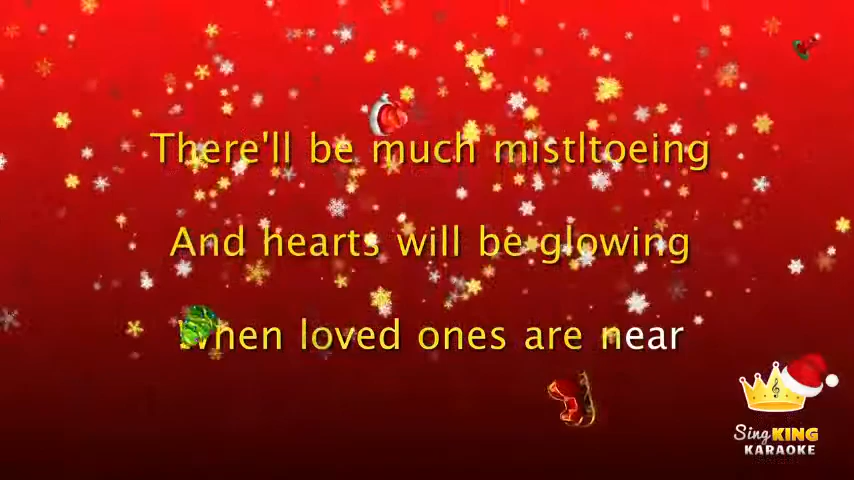 There'll be much mistltoeing
And hearts will be glowing
When loved ones are near
Sing KING
KARAOKE